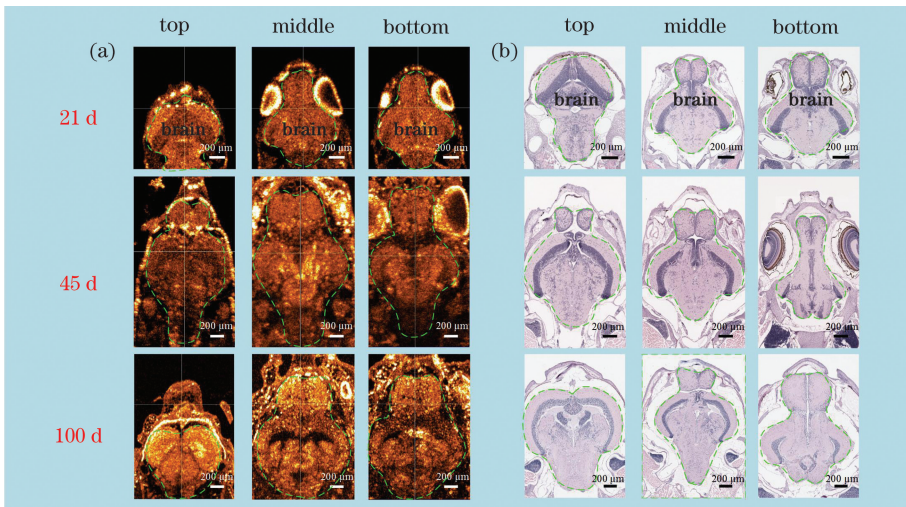 top middle bottom top middle bottom
(a) (b)
21 d
brain brain brain brain brain brain
200 μm 200 μm 200 μm 200 μm 200 μm 200 μm
45 d
200 μm 200 μm 200 μm 200 μm 200 μm 200 μm
100 d
200 μm 200 μm 200 μm 200 μm 200 μm 200 μm